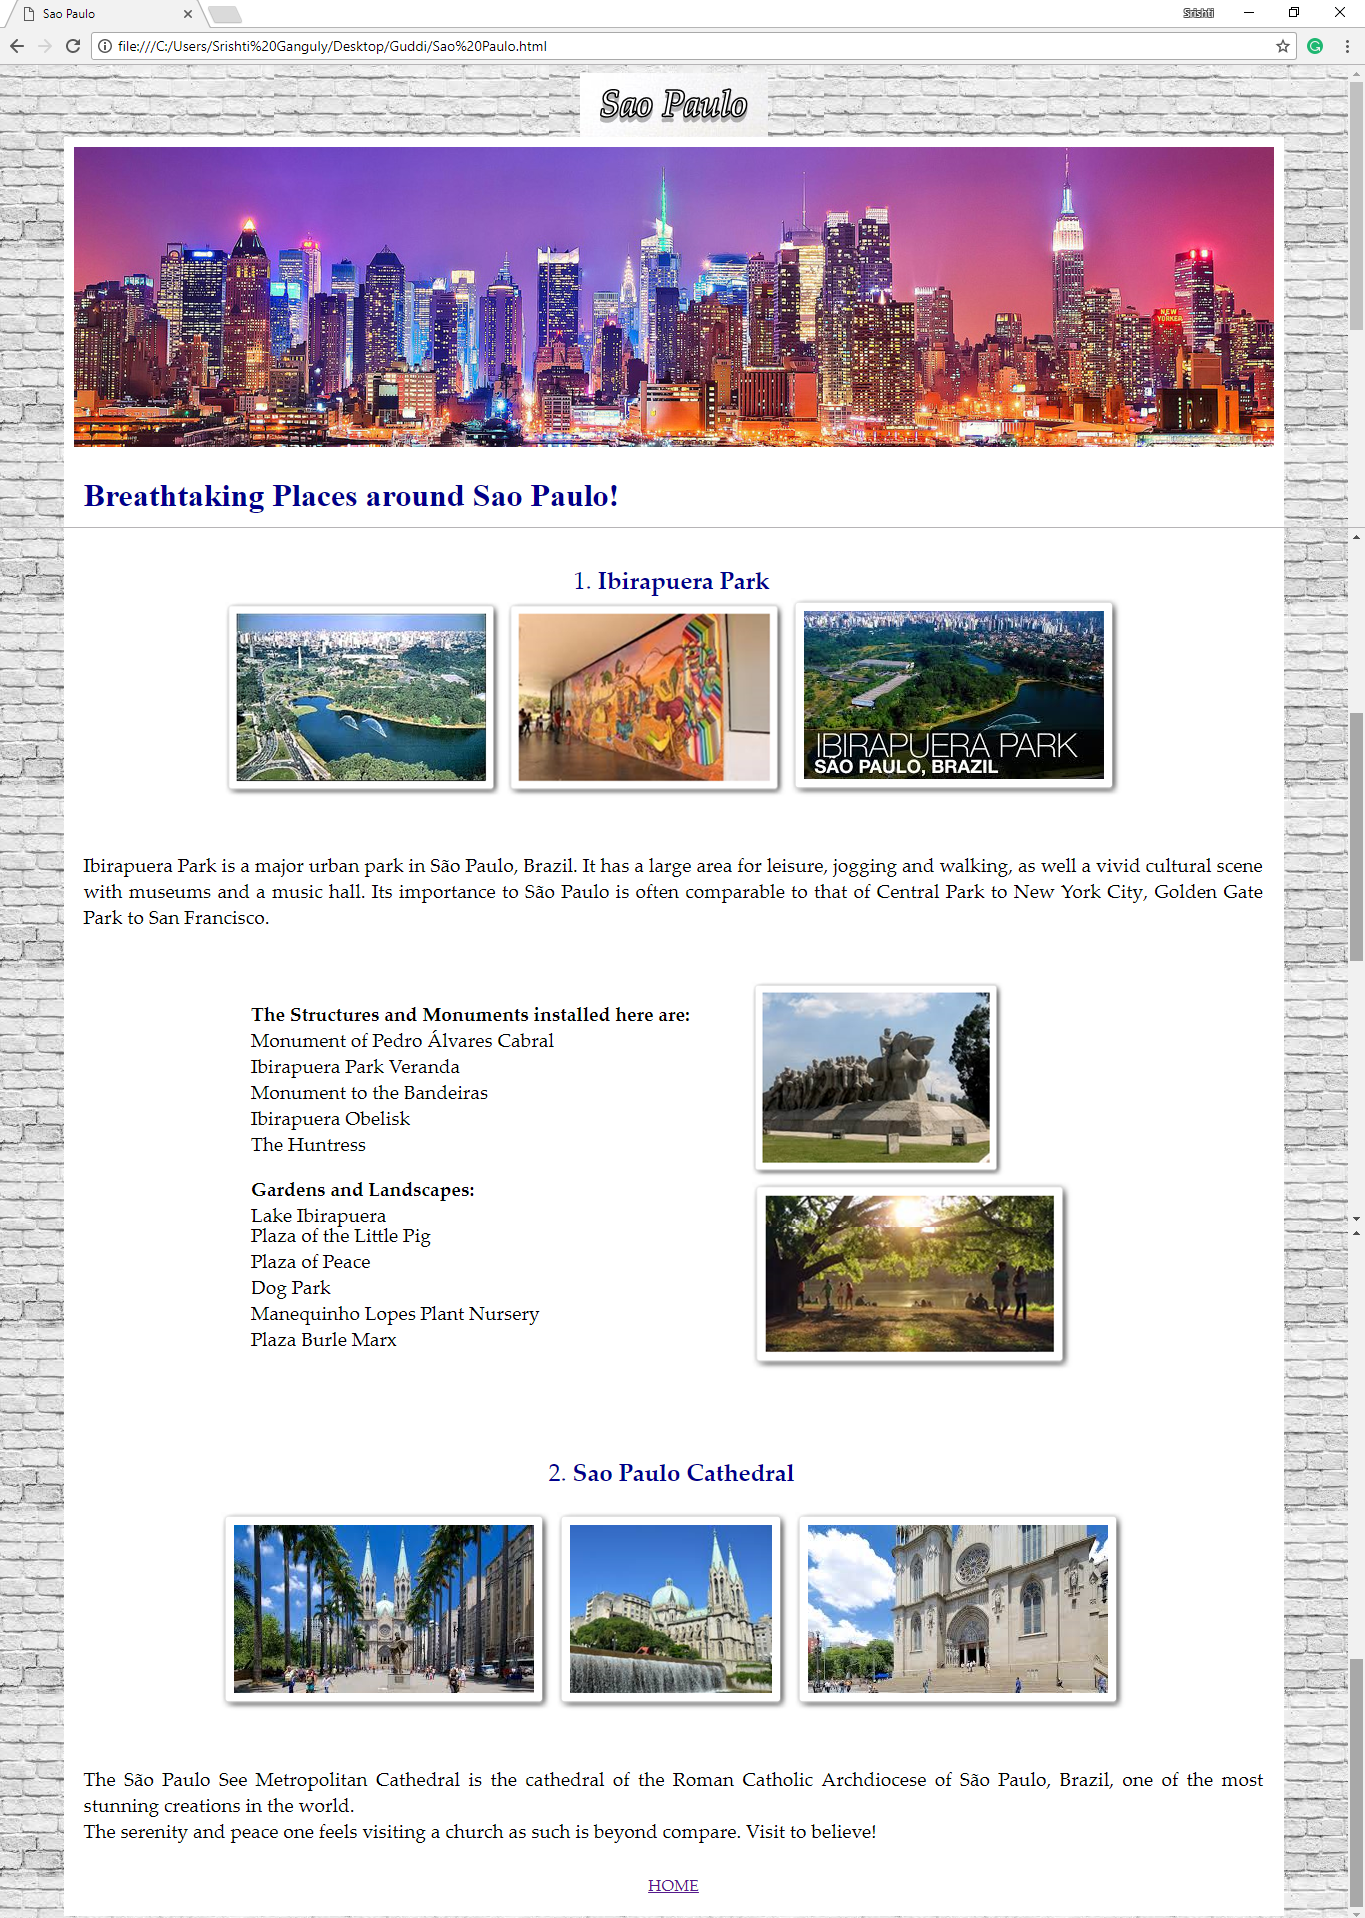 Sao Paulo
Srishti
file:///C:/Users/Srishti%20Ganguly/Desktop/Guddi/Sao%20Paulo.html
Sao Paulo
NEW
YORKER
Breathtaking Places around Sao Paulo!
1. Ibirapuera Park
IBIRAPUERA PARK
SÃO PAULO, BRAZIL
Ibirapuera Park is a major urban park in São Paulo, Brazil. It has a large area for leisure, jogging and walking, as well a vivid cultural scene
with museums and a music hall. Its importance to São Paulo is often comparable to that of Central Park to New York City, Golden Gate
Park to San Francisco.
The Structures and Monuments installed here are:
Monument of Pedro Álvares Cabral
Ibirapuera Park Veranda
Monument to the Bandeiras
Ibirapuera Obelisk
The Huntress
Gardens and Landscapes:
Lake Ibirapuera
Plaza of the Little Pig
Plaza of Peace
Dog Park
Manequinho Lopes Plant Nursery
Plaza Burle Marx
2. Sao Paulo Cathedral
The São Paulo See Metropolitan Cathedral is the cathedral of the Roman Catholic Archdiocese of São Paulo, Brazil, one of the most
stunning creations in the world.
The serenity and peace one feels visiting a church as such is beyond compare. Visit to believe!
HOME